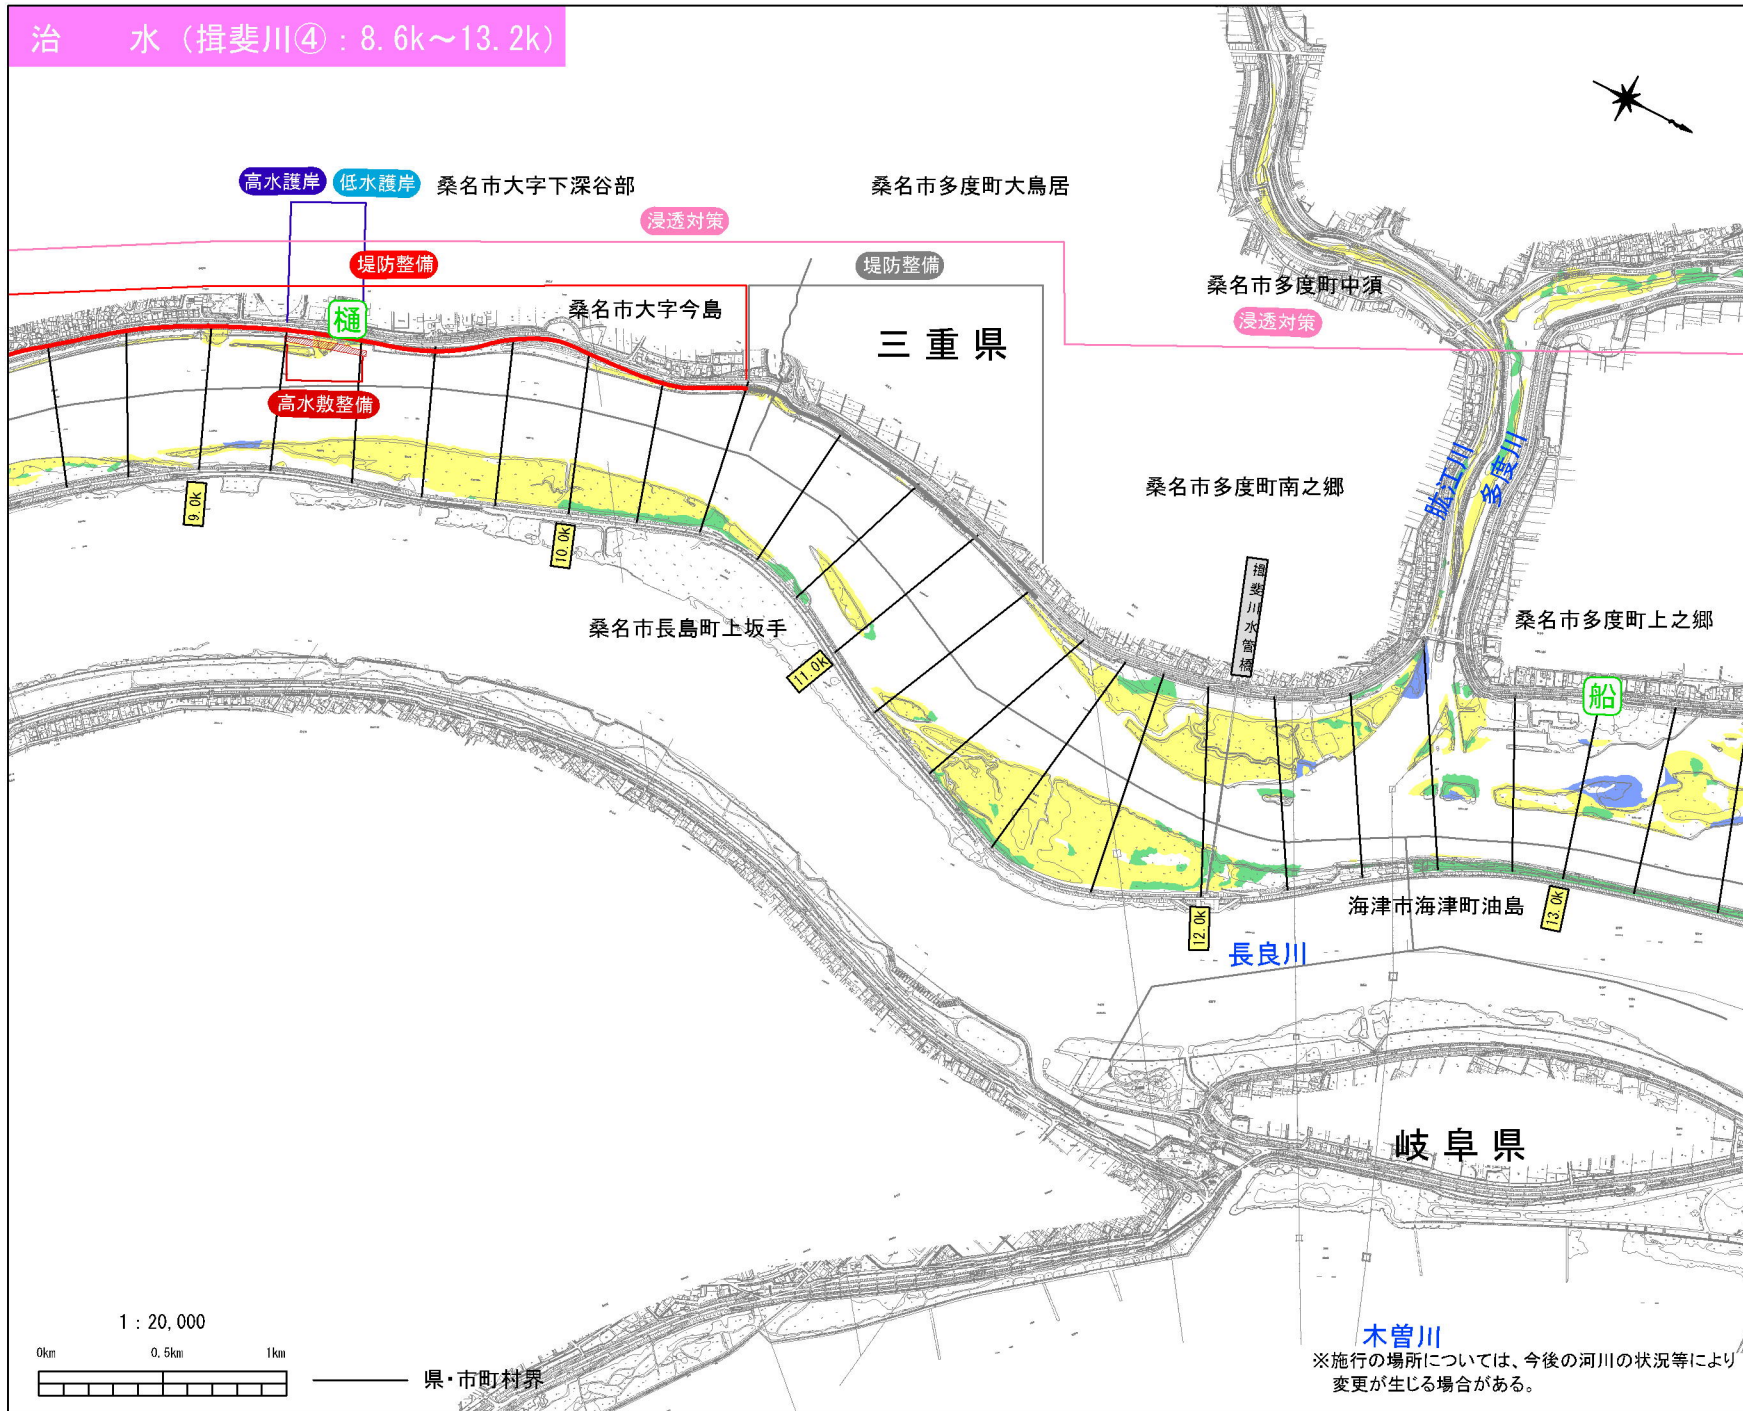 治　水（揖斐川④：8.6k～13.2k）
高水護岸
低水護岸
桑名市大字下深谷部
桑名市多度町大鳥居
浸透対策
堤防整備
堤防整備
桑名市多度町中須
桑名市大字今島
樋
浸透対策
三重県
高水敷整備
肱江川
多度川
桑名市多度町南之郷
9.0k
10.0k
揖斐川水管橋
桑名市長島町上坂手
桑名市多度町上之郷
11.0k
船
海津市海津町油島
13.0k
12.0k
長良川
岐阜県
1：20,000
0km
0.5km
1km
県・市町村界
木曽川
※施行の場所については、今後の河川の状況等により
変更が生じる場合がある。